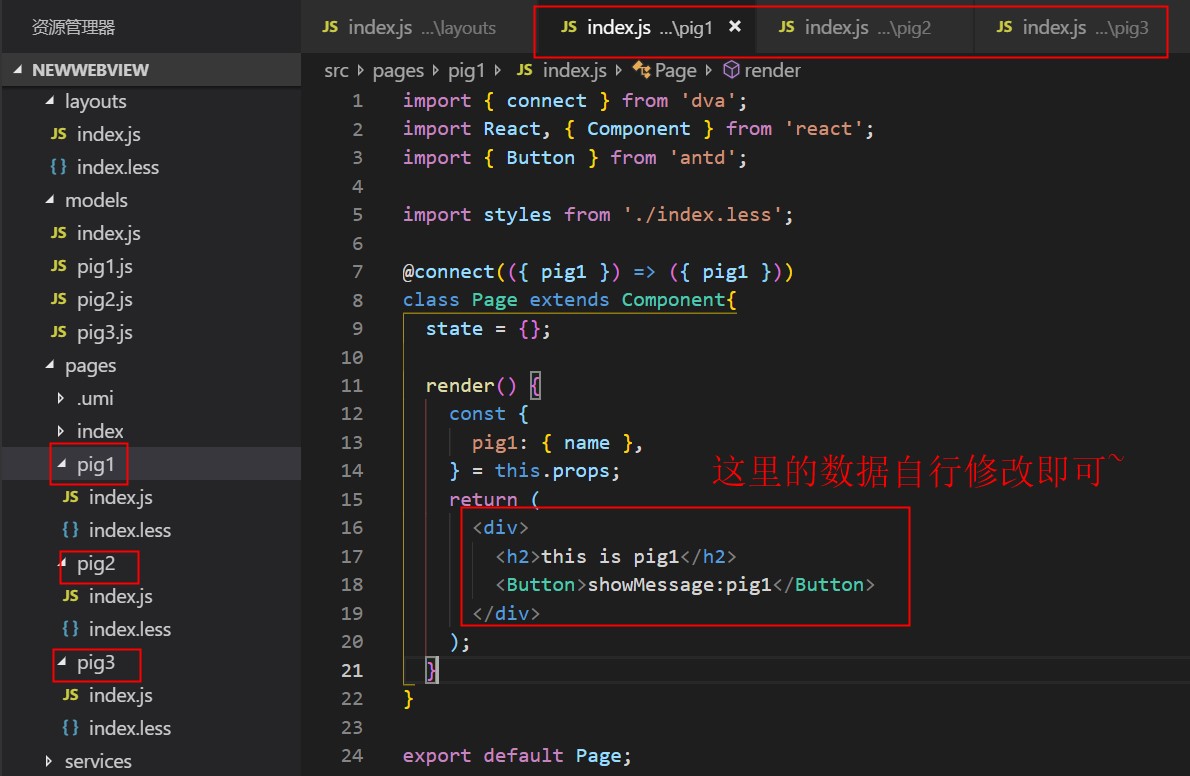 资源管理器
NEWWEBVIEW
layouts
JS index.js
{} index.less
models
JS index.js
JS pig1.js
JS pig2.js
JS pig3.js
pages
.umi
index
pig1
JS index.js
{} index.less
pig2
JS index.js
{} index.less
pig3
JS index.js
{} index.less
services
JS index.js ...\layouts JS index.js ...\pig1 × JS index.js ...\pig2 JS index.js ...\pig3
src pages pig1 JS index.js Page render
1 import { connect } from 'dva';
2 import React, { Component } from 'react';
3 import { Button } from 'antd';
4
5 import styles from './index.less';
6
7 @connect(({ pig1 }) => ({ pig1 }))
8 class Page extends Component{
9 state = {};
10
11 render() {
12 const {
13 pig1: { name },
14 } = this.props;
这里的数据自行修改即可~
15 return (
16 <div>
17 <h2>this is pig1</h2>
18 <Button>showMessage:pig1</Button>
19 </div>
20 );
21 }
22 }
23
24 export default Page;